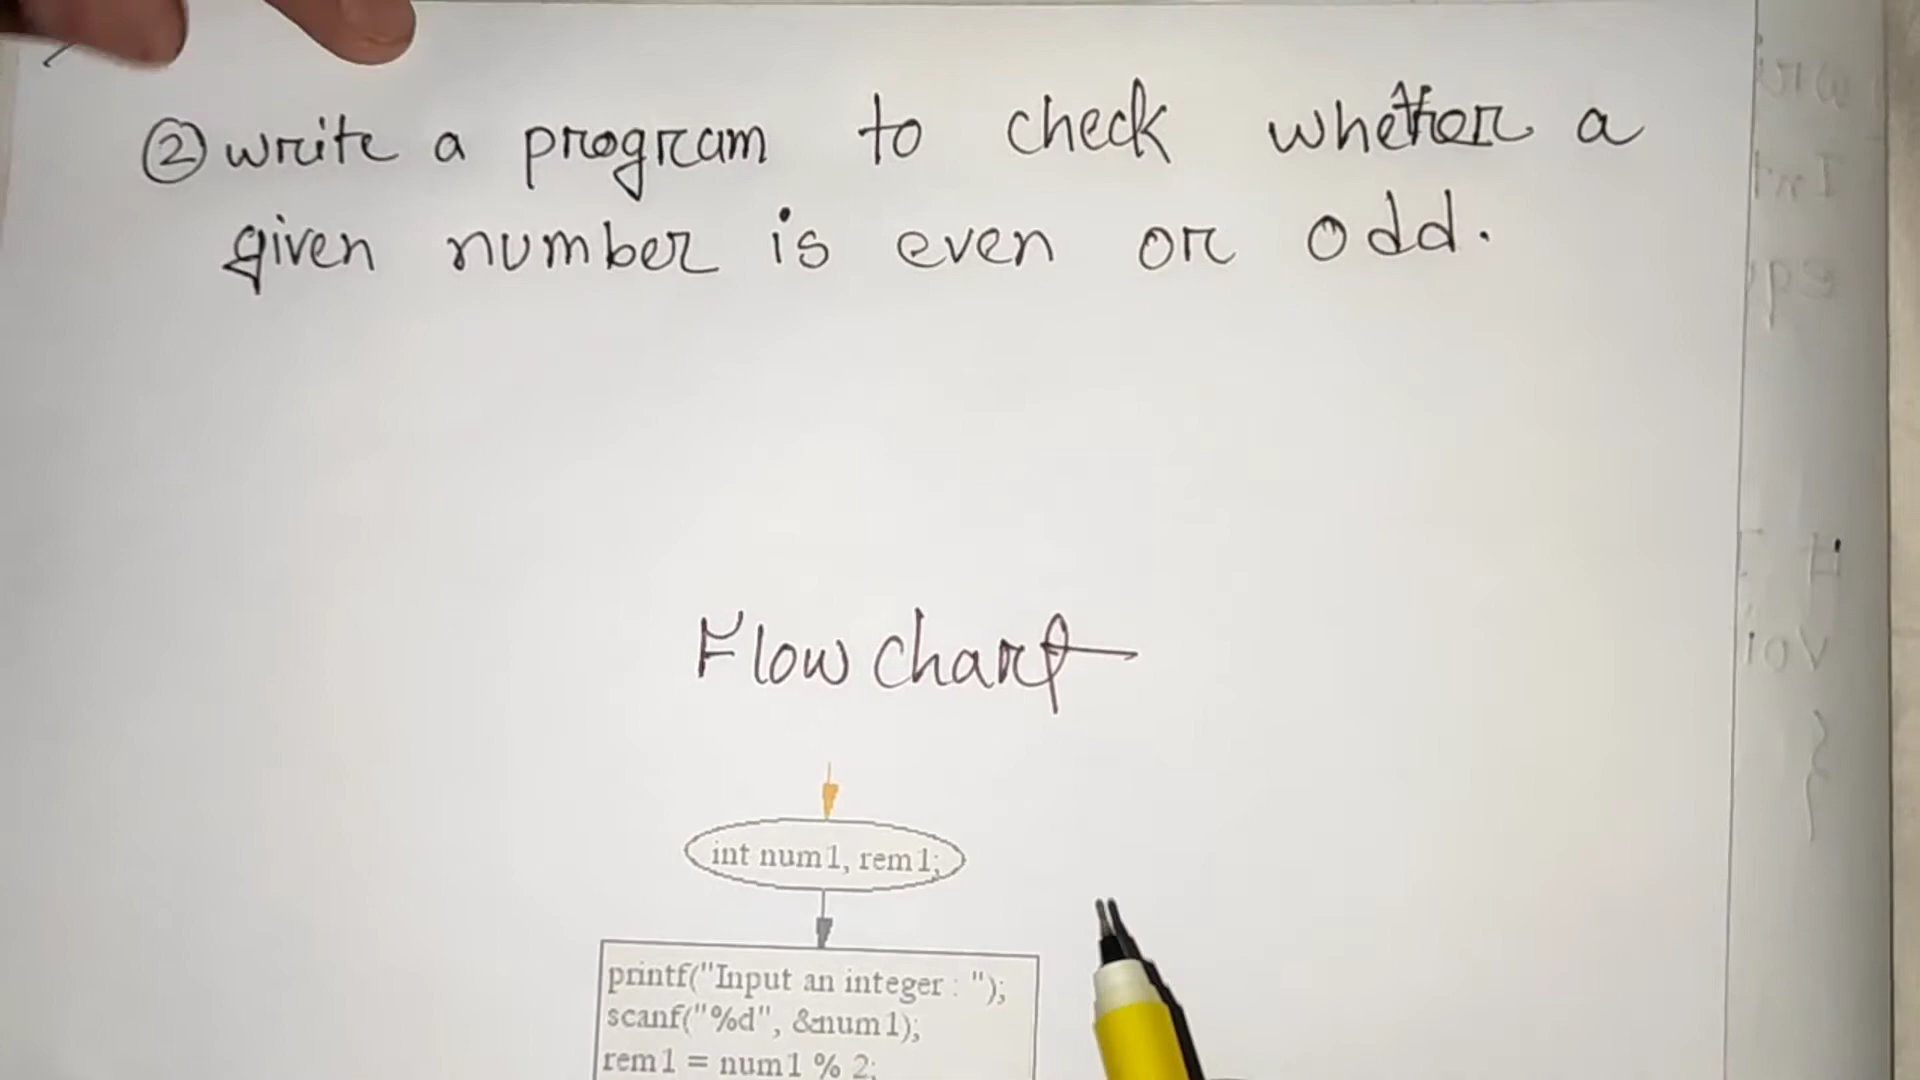 ② write a program to check whether a
given number is even or odd.
Flow chart
int num1, rem1;
printf("Input an integer : ");
scanf("%d", &num1);
rem1 = num1 % 2;